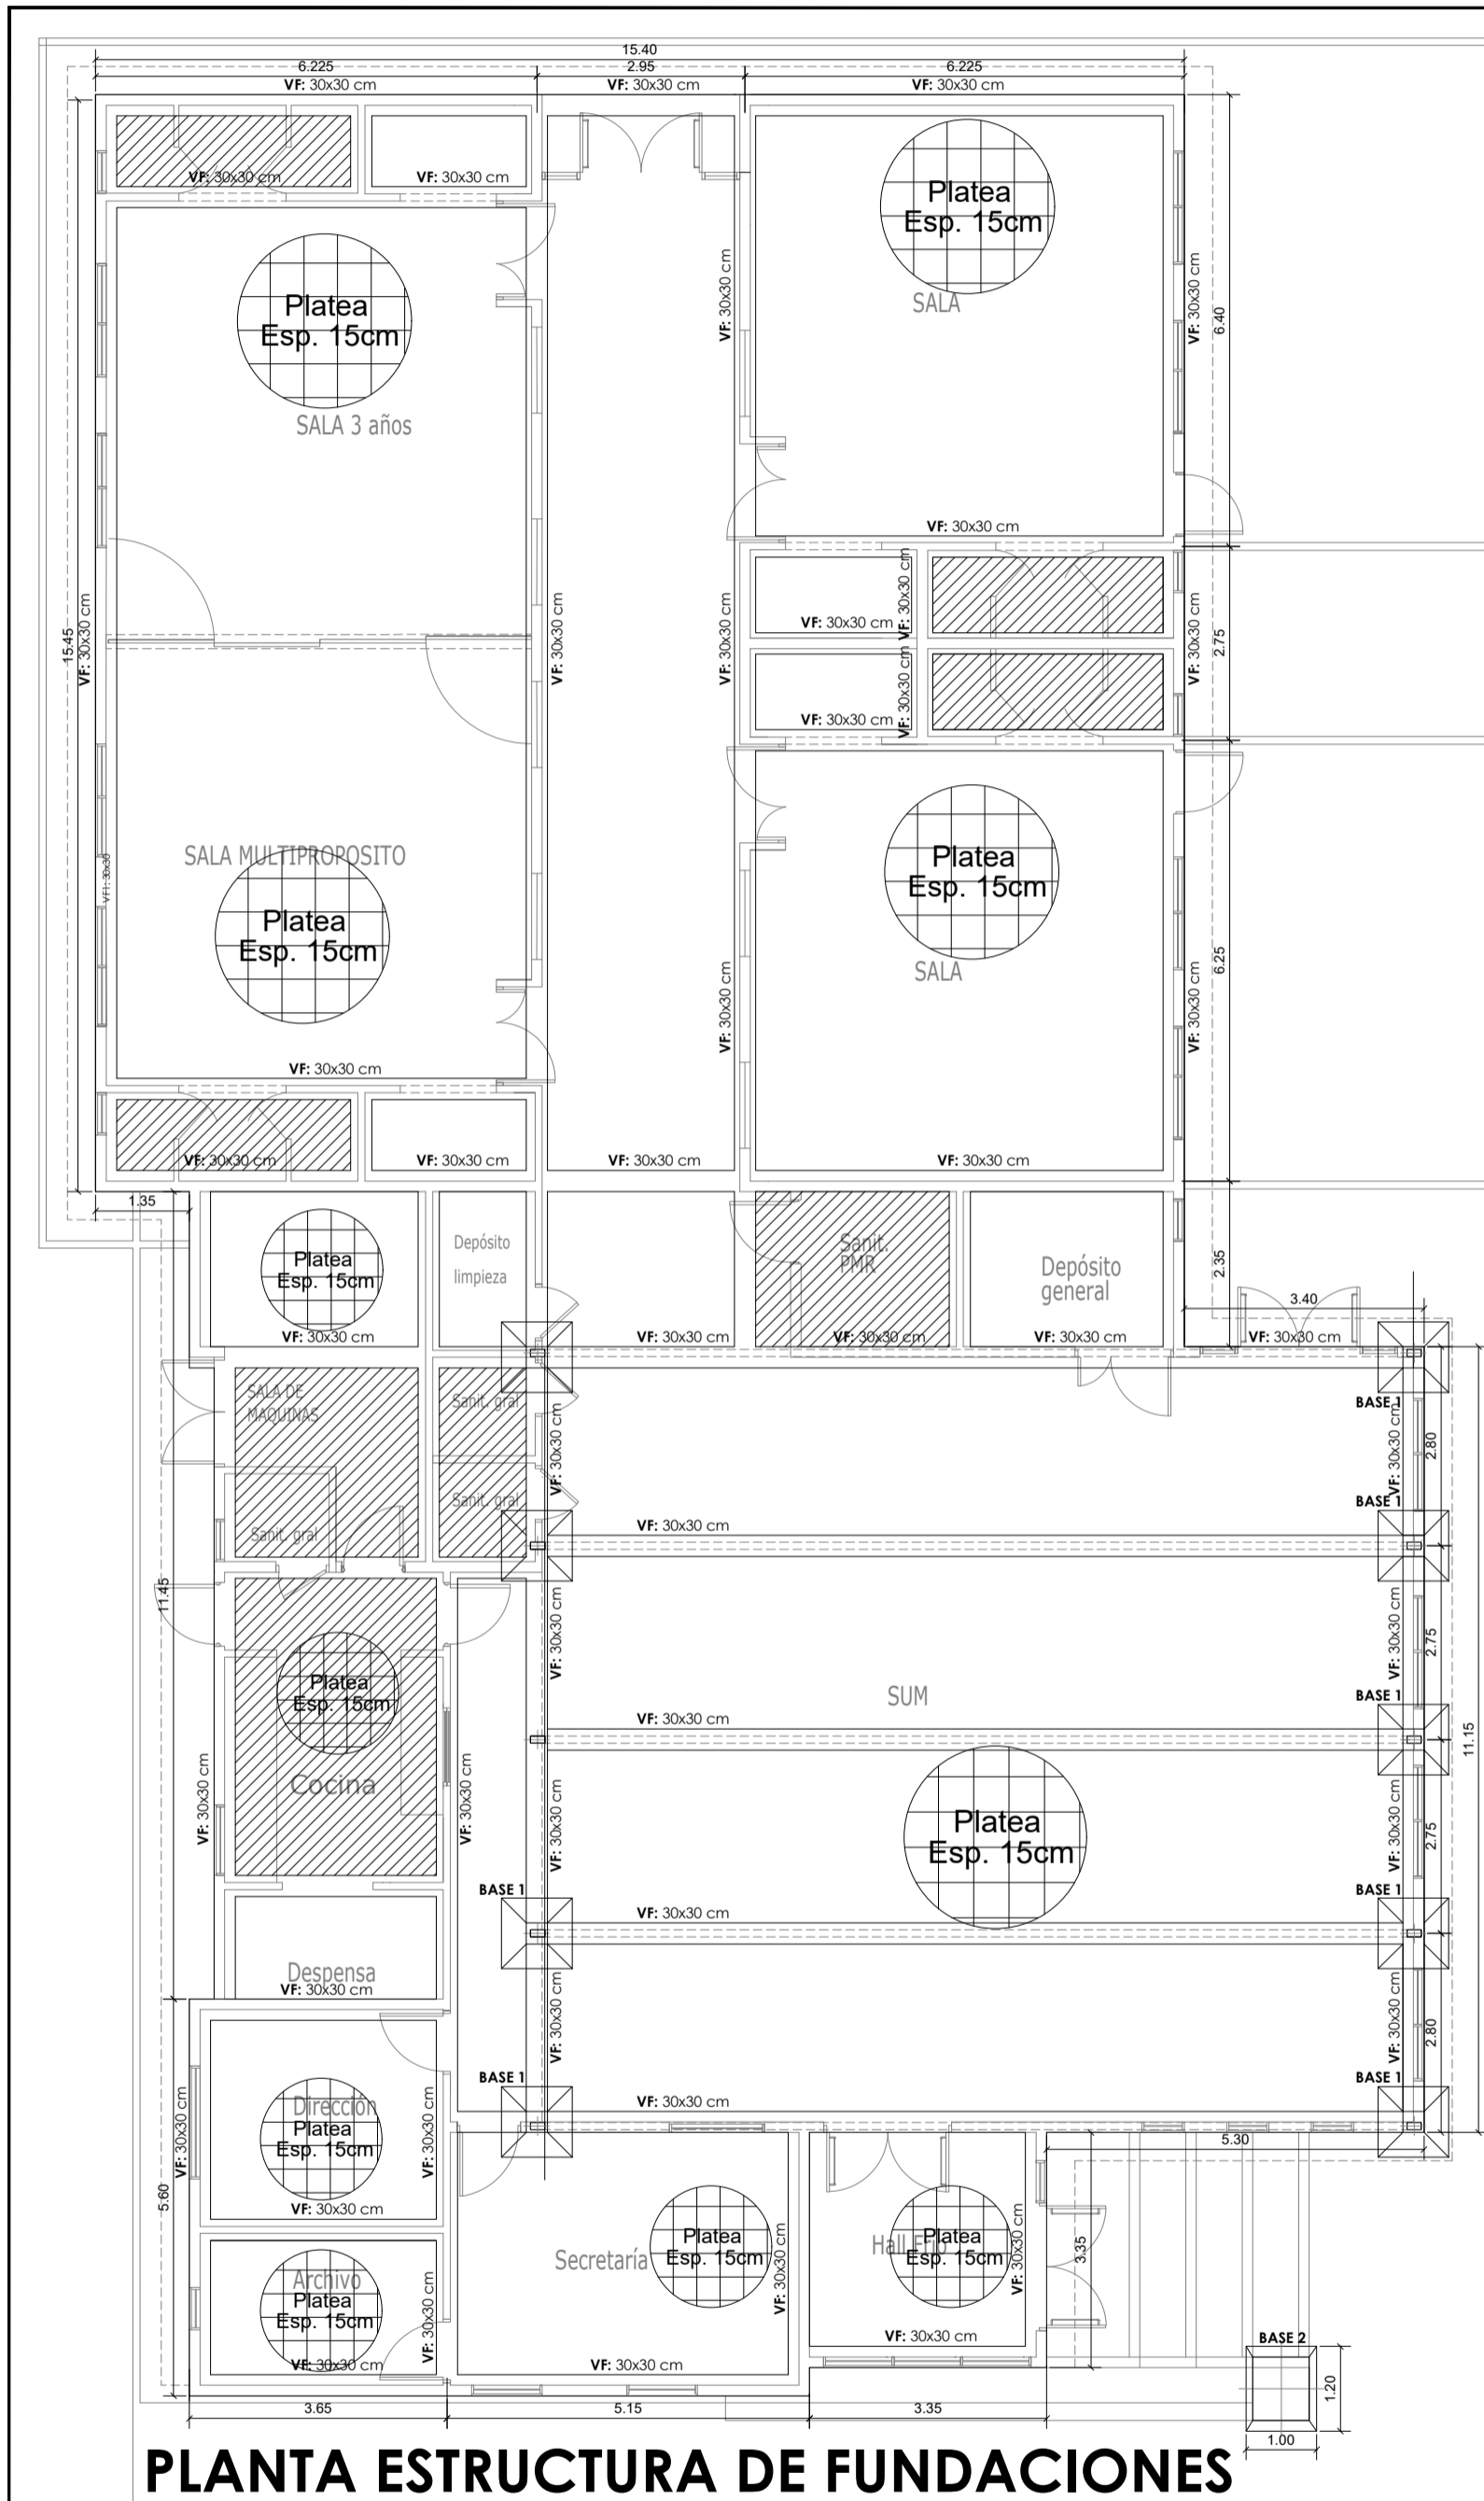 15.40
6.225
2.95
6.225
VF: 30x30 cm
VF: 30x30 cm
VF: 30x30 cm
VF: 30x30 cm
VF: 30x30 cm
Platea
Esp. 15cm
SALA
VF: 30x30 cm
VF: 30x30 cm
6.40
Platea
Esp. 15cm
SALA 3 años
VF: 30x30 cm
15.45
VF: 30x30 cm
VF: 30x30 cm
VF: 30x30 cm
VF: 30x30 cm
VF: 30x30 cm
VF: 30x30 cm
2.75
VF: 30x30 cm
VF: 30x30 cm
SALA MULTIPROPOSITO
VF1: 30x30
Platea
Esp. 15cm
Platea
Esp. 15cm
SALA
VF: 30x30 cm
VF: 30x30 cm
6.25
VF: 30x30 cm
VF: 30x30 cm
VF: 30x30 cm
VF: 30x30 cm
VF: 30x30 cm
1.35
Platea
Esp. 15cm
VF: 30x30 cm
Depósito
limpieza
VF: 30x30 cm
Sanit.
PMR
VF: 30x30 cm
Depósito
general
VF: 30x30 cm
2.35
3.40
VF: 30x30 cm
SALA DE
MAQUINAS
Sanit. gral
Sanit. gral
Sanit. gral
VF: 30x30 cm
BASE 1
VF: 30x30 cm
2.80
BASE 1
VF: 30x30 cm
11.45
Platea
Esp. 15cm
Cocina
VF: 30x30 cm
VF: 30x30 cm
VF: 30x30 cm
SUM
VF: 30x30 cm
2.75
BASE 1
VF: 30x30 cm
11.15
VF: 30x30 cm
Platea
Esp. 15cm
VF: 30x30 cm
2.75
BASE 1
BASE 1
VF: 30x30 cm
Despensa
VF: 30x30 cm
VF: 30x30 cm
VF: 30x30 cm
2.80
BASE 1
BASE 1
VF: 30x30 cm
VF: 30x30 cm
5.60
Dirección
Platea
Esp. 15cm
VF: 30x30 cm
VF: 30x30 cm
5.30
Archivo
Platea
Esp. 15cm
VF: 30x30 cm
VF: 30x30 cm
Secretaría
Platea
Esp. 15cm
VF: 30x30 cm
VF: 30x30 cm
Hall Frío
Platea
Esp. 15cm
VF: 30x30 cm
VF: 30x30 cm
3.35
BASE 2
1.20
1.00
3.65
5.15
3.35
PLANTA ESTRUCTURA DE FUNDACIONES